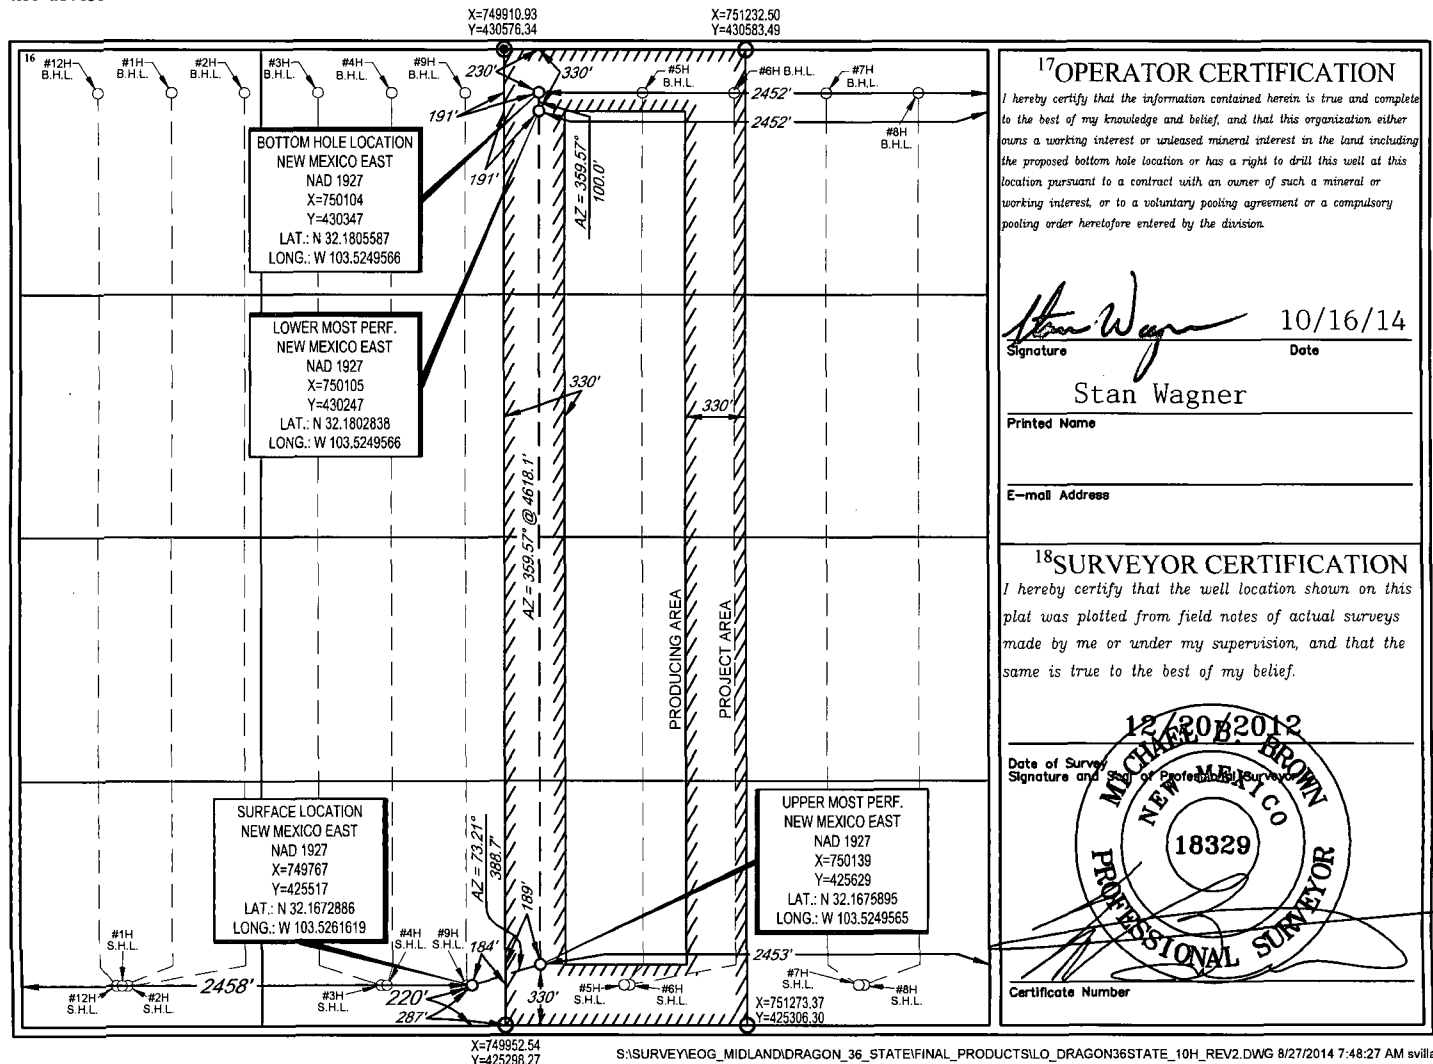 X=749910.93
Y=430576.34
X=751232.50
Y=430583.49
16
#12H
B.H.L.
#1H
B.H.L.
#2H
B.H.L.
#3H
B.H.L.
#4H
B.H.L.
#9H
B.H.L.
230'
330'
#5H
B.H.L.
#6H B.H.L.
#7H
B.H.L.
2452'
191'
2452'
#8H
B.H.L.
BOTTOM HOLE LOCATION
NEW MEXICO EAST
NAD 1927
X=750104
Y=430347
LAT.: N 32.1805587
LONG.: W 103.5249566
191'
AZ = 359.57°
100.0'
LOWER MOST PERF.
NEW MEXICO EAST
NAD 1927
X=750105
Y=430247
LAT.: N 32.1802838
LONG.: W 103.5249566
330'
330'
AZ = 359.57° @ 4618.1'
PRODUCING AREA
PROJECT AREA
SURFACE LOCATION
NEW MEXICO EAST
NAD 1927
X=749767
Y=425517
LAT.: N 32.1672886
LONG.: W 103.5261619
AZ = 73.21°
388.7'
189'
UPPER MOST PERF.
NEW MEXICO EAST
NAD 1927
X=750139
Y=425629
LAT.: N 32.1675895
LONG.: W 103.5249565
#1H
S.H.L.
#4H
S.H.L.
#9H
S.H.L.
184'
2453'
#12H
S.H.L.
#2H
S.H.L.
2458'
#3H
S.H.L.
220'
287'
330'
#5H
S.H.L.
#6H
S.H.L.
#7H
S.H.L.
#8H
S.H.L.
X=751273.37
Y=425306.30
X=749952.54
Y=425298.27
17 OPERATOR CERTIFICATION
I hereby certify that the information contained herein is true and complete
to the best of my knowledge and belief, and that this organization either
owns a working interest or unleased mineral interest in the land including
the proposed bottom hole location or has a right to drill this well at this
location pursuant to a contract with an owner of such a mineral or
working interest, or to a voluntary pooling agreement or a compulsory
pooling order heretofore entered by the division.
Stan Wagner 10/16/14
Signature Date
Stan Wagner
Printed Name
E-mail Address
18 SURVEYOR CERTIFICATION
I hereby certify that the well location shown on this
plat was plotted from field notes of actual surveys
made by me or under my supervision, and that the
same is true to the best of my belief.
12/20/2012
Date of Survey
Signature and Seal of Professional Surveyor
MICHAEL B. BROWN
NEW MEXICO
18329
PROFESSIONAL SURVEYOR
Certificate Number
S:\SURVEY\EOG_MIDLAND\DRAGON_36_STATE\FINAL_PRODUCTS\LO_DRAGON36STATE_10H_REV2.DWG 8/27/2014 7:48:27 AM